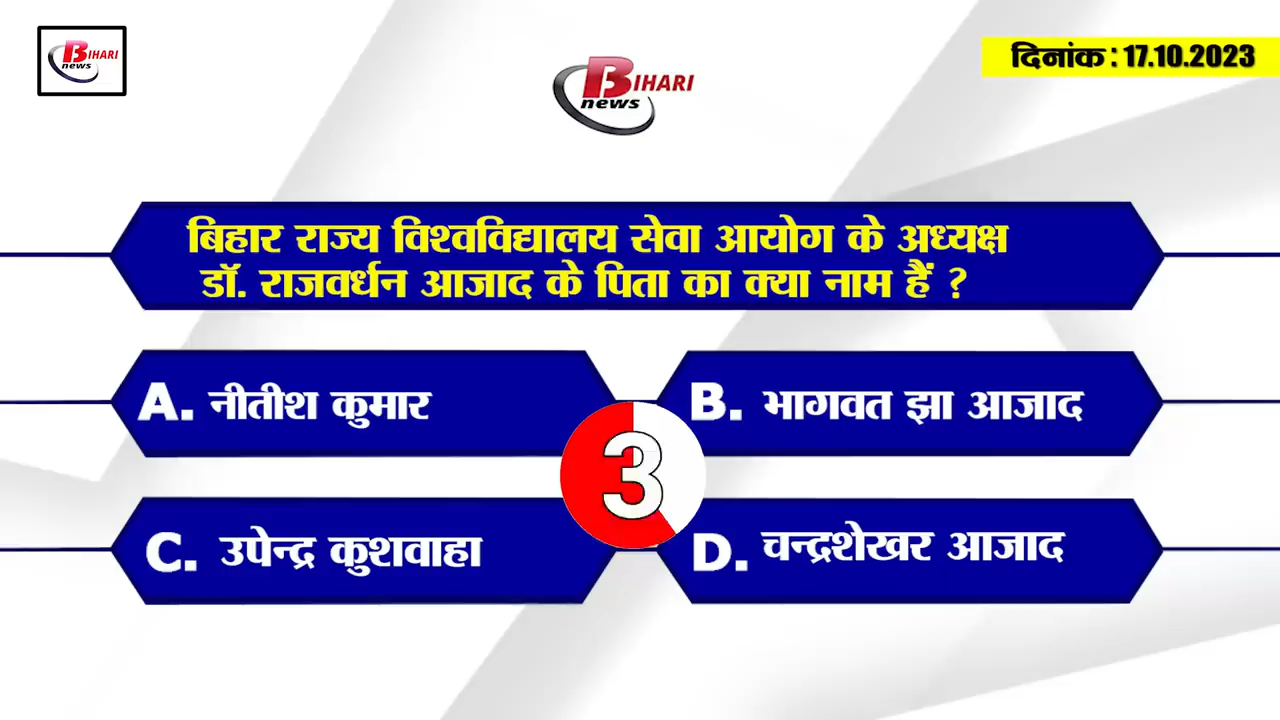 BIHARI
news
BIHARI
news
दिनांक : 17.10.2023
बिहार राज्य विश्वविद्यालय सेवा आयोग के अध्यक्ष
डॉ. राजवर्धन आजाद के पिता का क्या नाम हैं ?
A. नीतीश कुमार
B. भागवत झा आजाद
3
C. उपेन्द्र कुशवाहा
D. चन्द्रशेखर आजाद